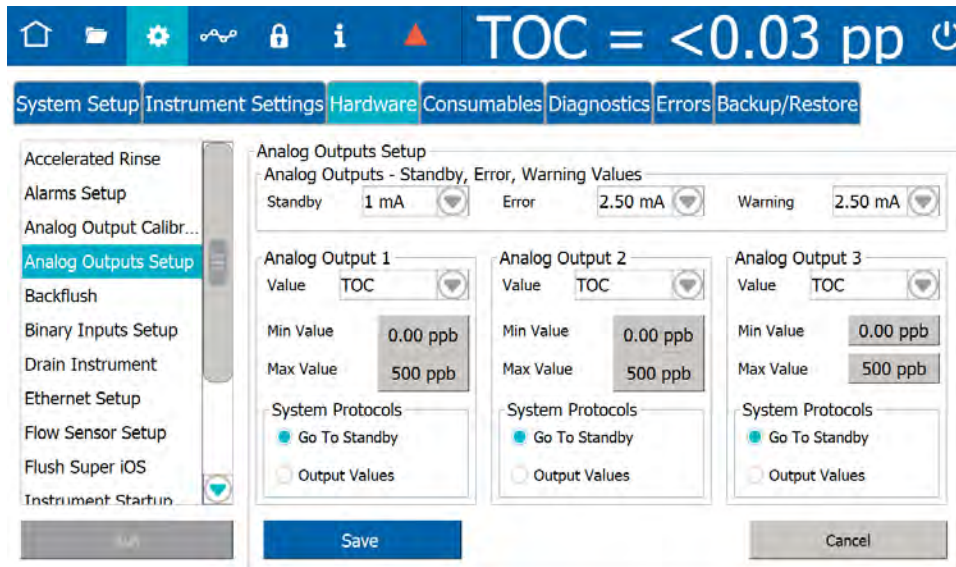 TOC = <0.03 pp
System Setup Instrument Settings Hardware Consumables Diagnostics Errors Backup/Restore
Accelerated Rinse
Alarms Setup
Analog Output Calibr...
Analog Outputs Setup
Backflush
Binary Inputs Setup
Drain Instrument
Ethernet Setup
Flow Sensor Setup
Flush Super iOS
Instrument Startup
Analog Outputs Setup
Analog Outputs - Standby, Error, Warning Values
Standby 1 mA Error 2.50 mA Warning 2.50 mA
Analog Output 1
Value TOC
Min Value 0.00 ppb
Max Value 500 ppb
System Protocols
Go To Standby
Output Values
Analog Output 2
Value TOC
Min Value 0.00 ppb
Max Value 500 ppb
System Protocols
Go To Standby
Output Values
Analog Output 3
Value TOC
Min Value 0.00 ppb
Max Value 500 ppb
System Protocols
Go To Standby
Output Values
Save
Cancel